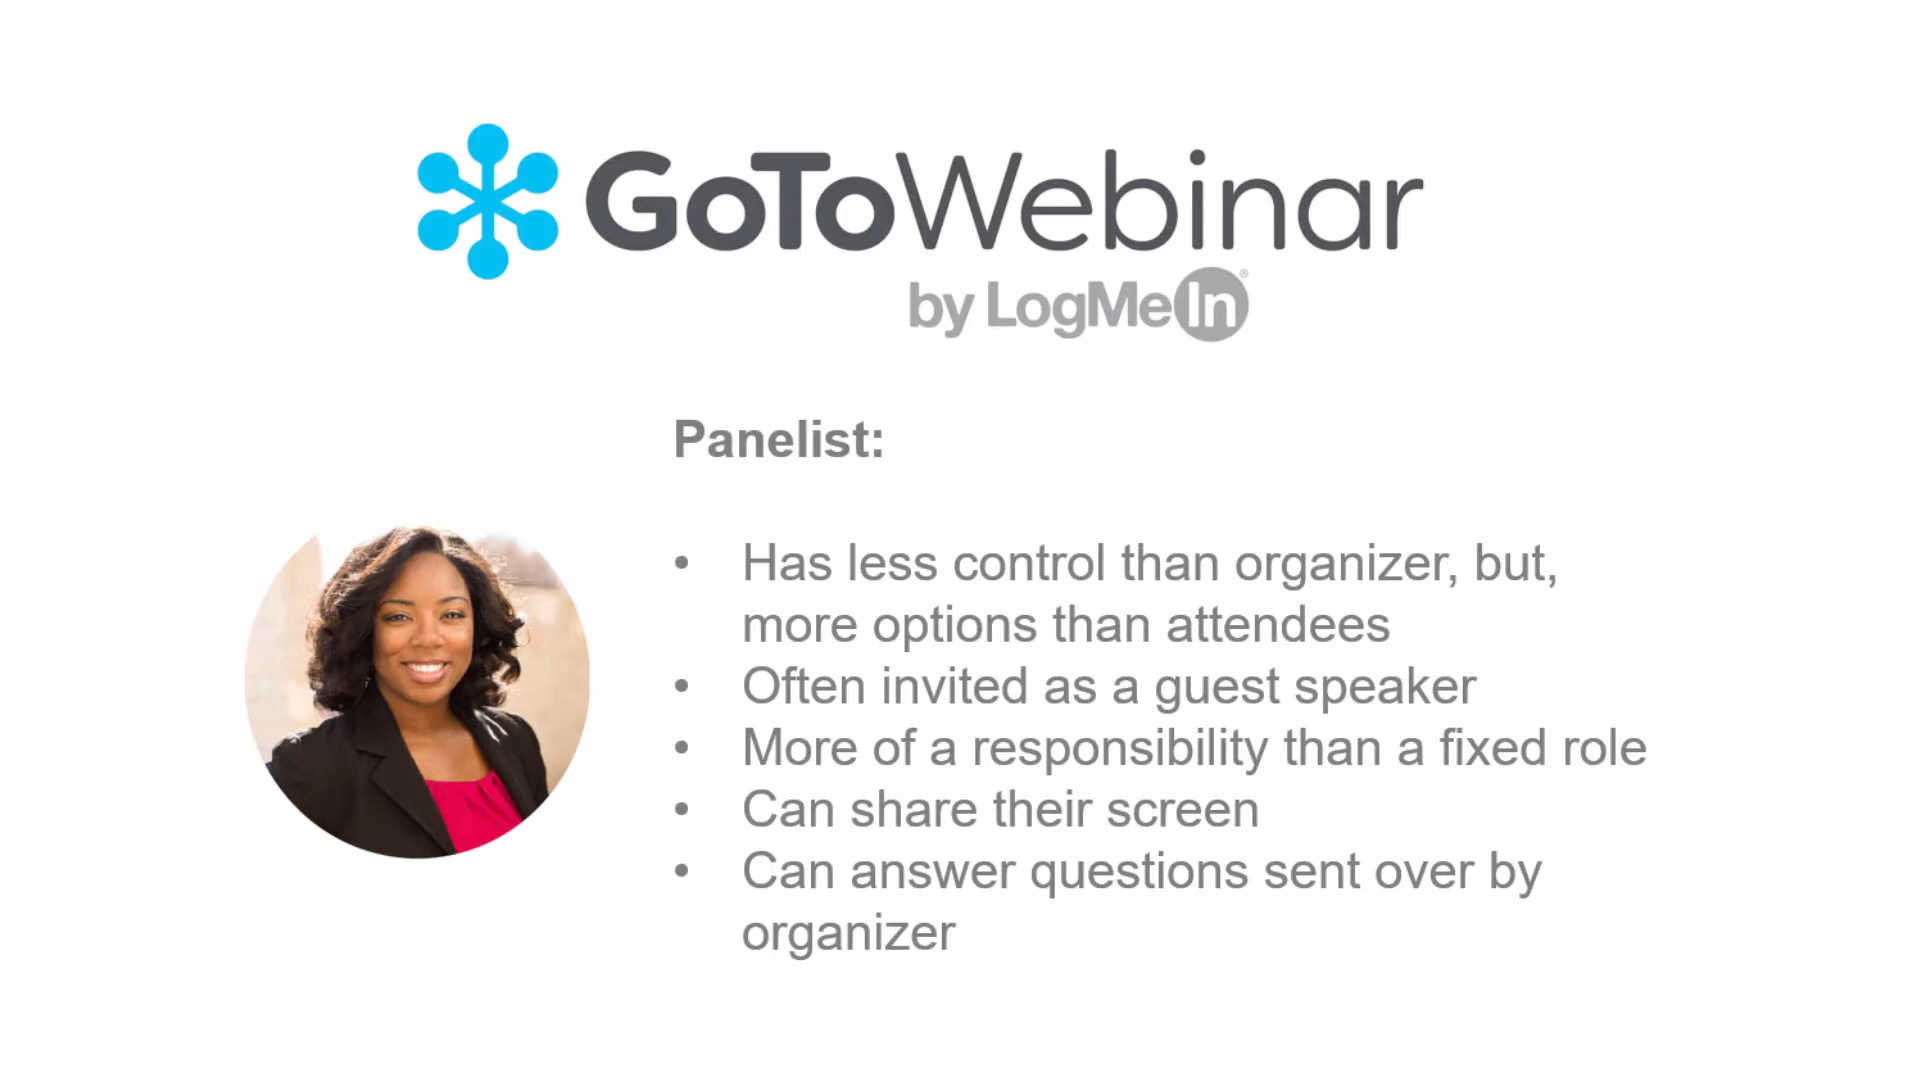 GoToWebinar
by LogMeIn®
Panelist:
• Has less control than organizer, but,
more options than attendees
• Often invited as a guest speaker
• More of a responsibility than a fixed role
• Can share their screen
• Can answer questions sent over by
organizer